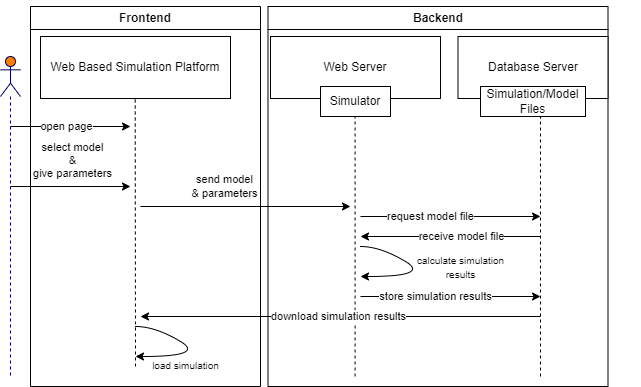 Frontend
Backend
Web Based Simulation Platform
Web Server
Database Server
Simulator
Simulation/Model
Files
open page
select model
&
give parameters
send model
& parameters
request model file
receive model file
calculate simulation
results
store simulation results
download simulation results
load simulation